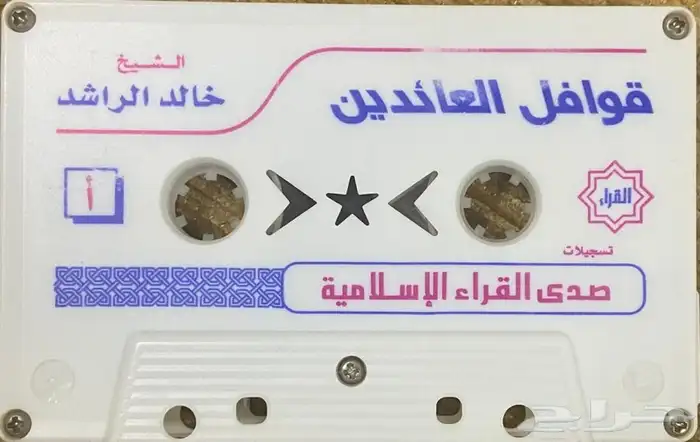 قوافل العائدين
الشيخ
خالد الراشد
أ
القراء
تسجيلات
صدى القراء الإسلامية
حراج